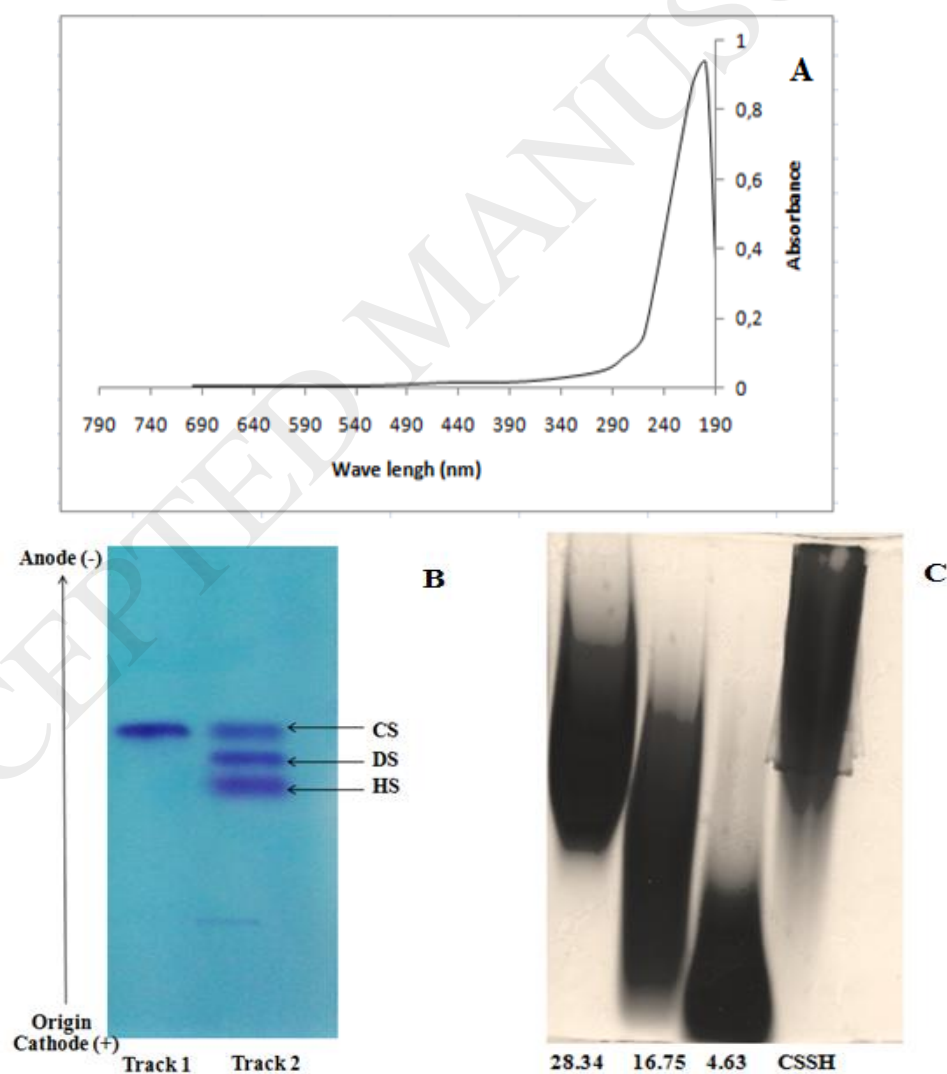 CEPTED MANUS
A
1
0,8
0,6
0,4
0,2
0
Absorbance
790 740 690 640 590 540 490 440 390 340 290 240 190
Wave lengh (nm)
Anode (-)
B
C
CS
DS
HS
Origin
Cathode (+)
Track 1 Track 2
28.34 16.75 4.63 CSSH